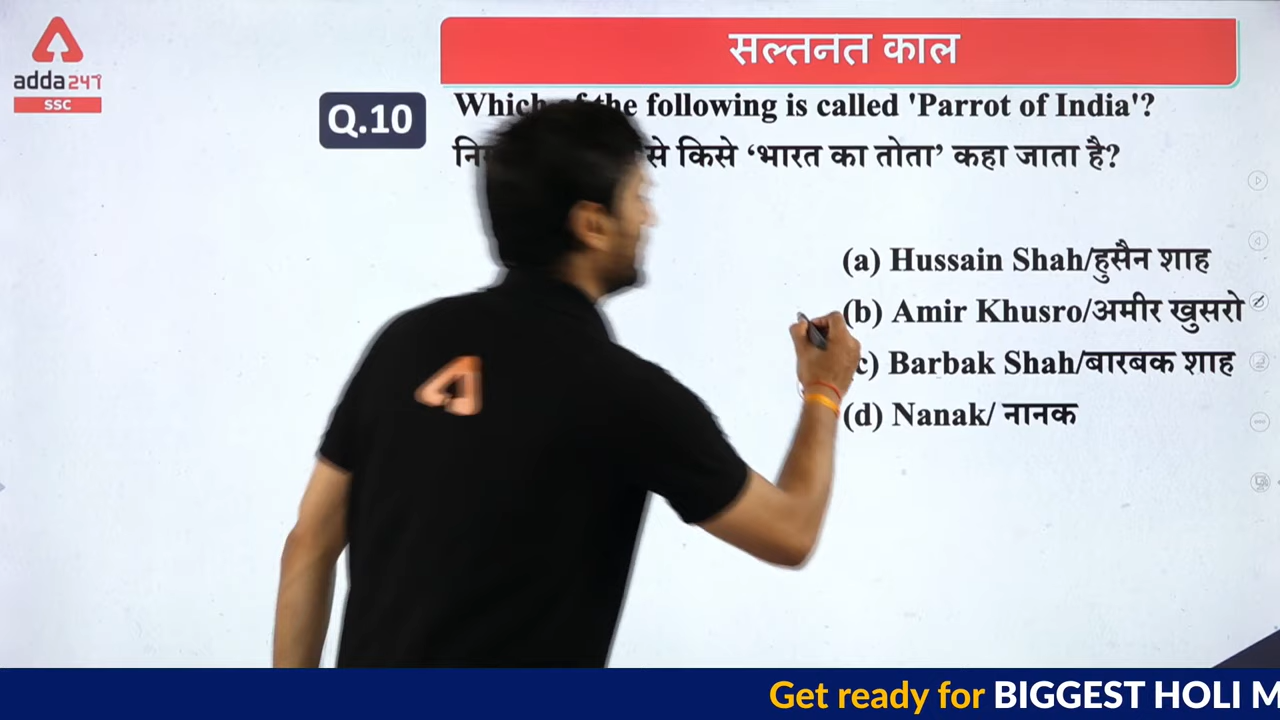 सल्तनत काल
adda247
SSC
Q.10
Which of the following is called 'Parrot of India'?
से किसे ‘भारत का तोता’ कहा जाता है?
(a) Hussain Shah/हुसैन शाह
(b) Amir Khusro/अमीर खुसरो
c) Barbak Shah/बारबक शाह
(d) Nanak/ नानक
Get ready for BIGGEST HOLI M